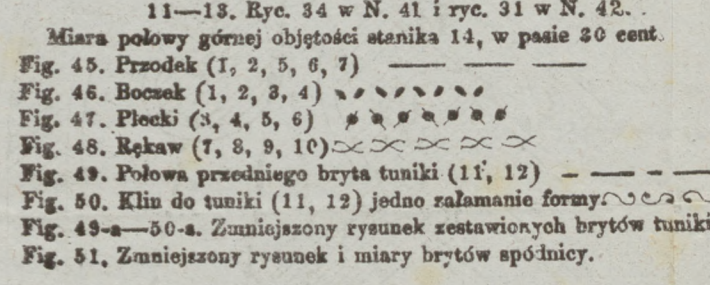 11—13. Ryc. 34 w N. 41 i ryc. 31 w N. 42.
Miara połowy górnej objętości stanika 14, w pasie 30 cent.
Fig. 45. Przodek (1, 2, 5, 6, 7)
Fig. 46. Boczek (1, 2, 3, 4)
Fig. 47. Plecki (3, 4, 5, 6)
Fig. 48. Rękaw (7, 8, 9, 10)
Fig. 49. Połowa przedniego bryta tuniki (11, 12)
Fig. 50. Klin do tuniki (11, 12) jedno załamanie formy.
Fig. 49-a—50-a. Zmniejszony rysunek zestawionych brytów tuniki
Fig. 51. Zmniejszony rysunek i miary brytów spódnicy.